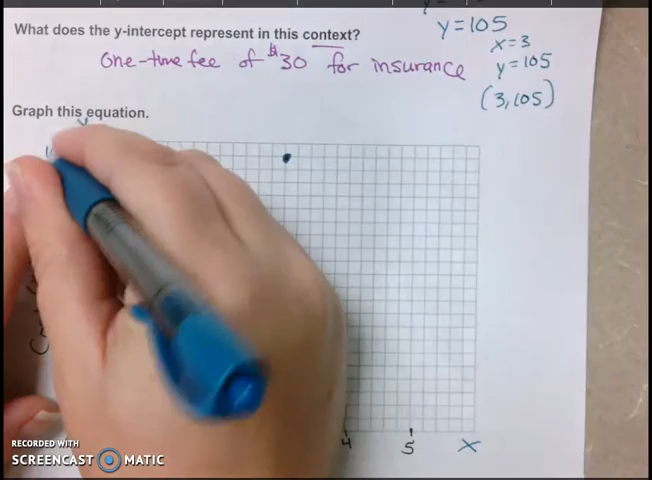 y=105
What does the y-intercept represent in this context?
x=3
One-time fee of $30 for insurance
y=105
(3,105)
Graph this equation.
y
4 5 x
RECORDED WITH
SCREENCAST MATIC